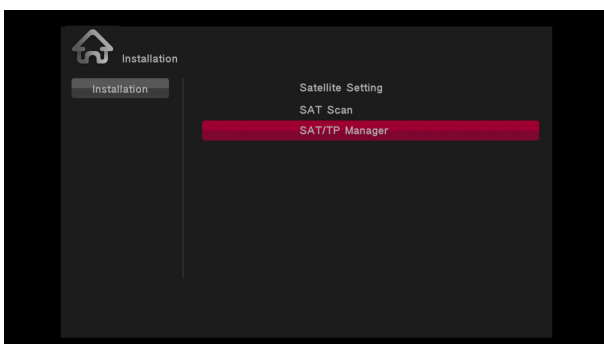 Installation
Installation
Satellite Setting
SAT Scan
SAT/TP Manager